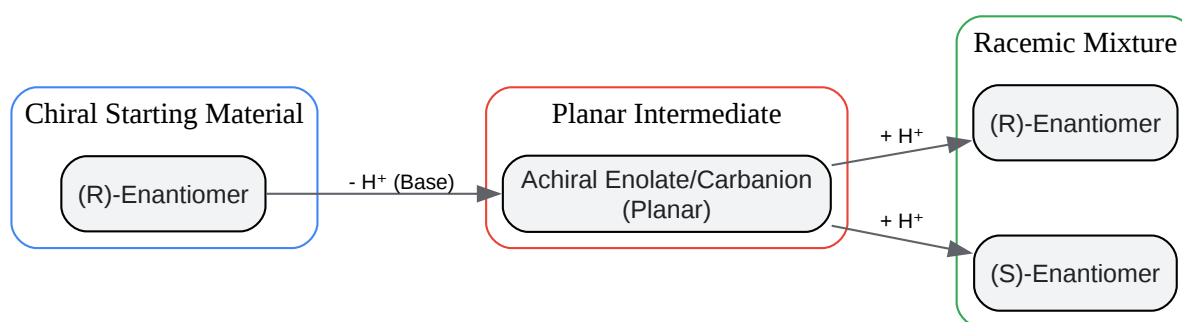 Chiral Starting Material
(R)-Enantiomer
- H⁺ (Base)
Planar Intermediate
Achiral Enolate/Carbanion
(Planar)
+ H⁺
+ H⁺
Racemic Mixture
(R)-Enantiomer
(S)-Enantiomer